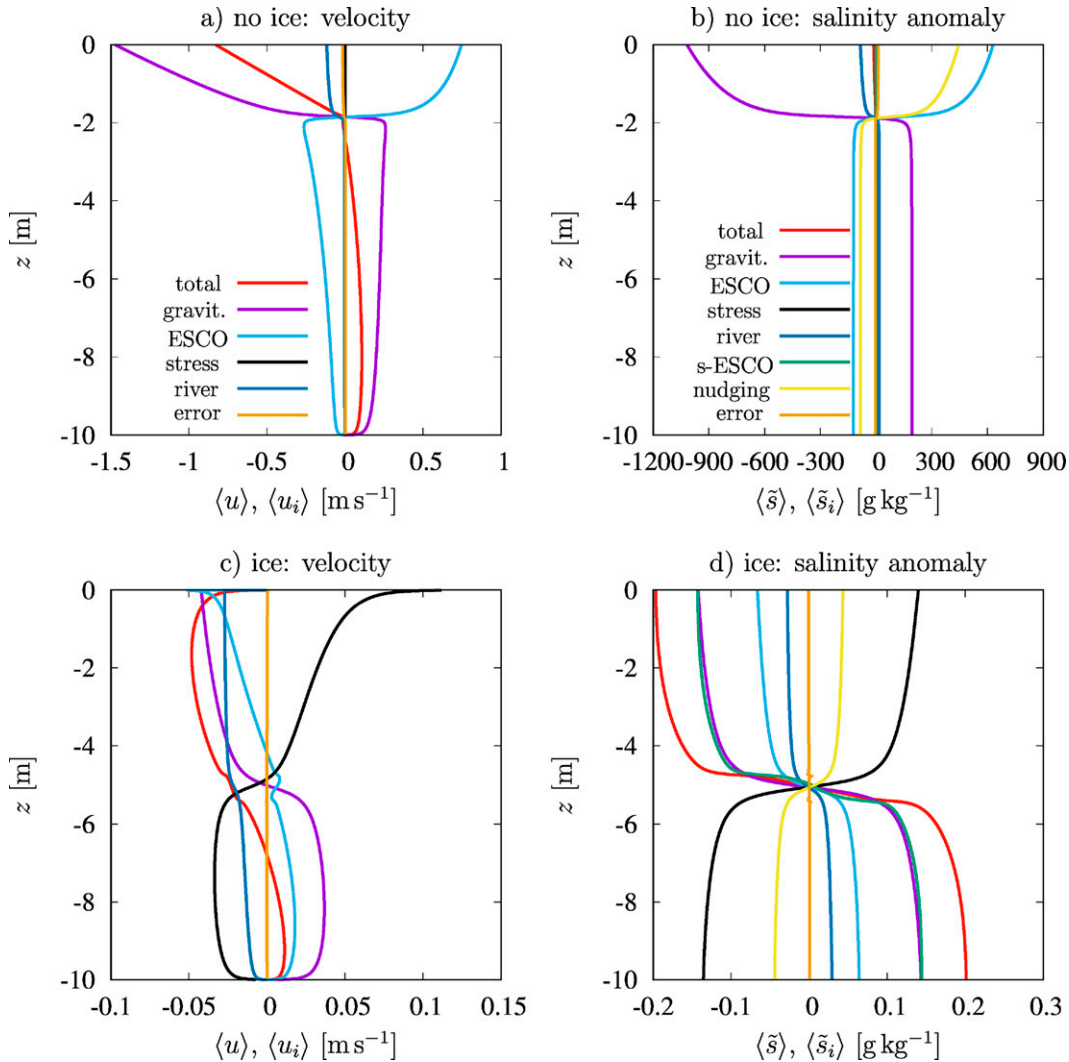 a) no ice: velocity
b) no ice: salinity anomaly
0
-2
-4
-6
-8
-10
z [m]
total
gravit.
ESCO
stress
river
error
-1.5 -1 -0.5 0 0.5 1
⟨u⟩, ⟨u_i⟩ [m s⁻¹]
0
-2
-4
-6
-8
-10
z [m]
total
gravit.
ESCO
stress
river
s-ESCO
nudging
error
-1200 -900 -600 -300 0 300 600 900
⟨s̃⟩, ⟨s̃_i⟩ [g kg⁻¹]
c) ice: velocity
d) ice: salinity anomaly
0
-2
-4
-6
-8
-10
z [m]
-0.1 -0.05 0 0.05 0.1 0.15
⟨u⟩, ⟨u_i⟩ [m s⁻¹]
0
-2
-4
-6
-8
-10
z [m]
-0.2 -0.1 0 0.1 0.2 0.3
⟨s̃⟩, ⟨s̃_i⟩ [g kg⁻¹]